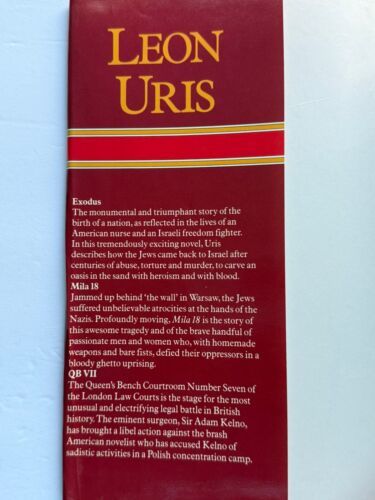 LEON
URIS
Exodus
The monumental and triumphant story of the
birth of a nation, as reflected in the lives of an
American nurse and an Israeli freedom fighter.
In this tremendously exciting novel, Uris
describes how the Jews came back to Israel after
centuries of abuse, torture and murder, to carve an
oasis in the sand with heroism and with blood.
Mila 18
Jammed up behind ‘the wall’ in Warsaw, the Jews
suffered unbelievable atrocities at the hands of the
Nazis. Profoundly moving. Mila 18 is the story of
this awesome tragedy and of the brave handful of
passionate men and women who, with homemade
weapons and bare fists, defied their oppressors in a
bloody ghetto uprising.
QB VII
The Queen's Bench Courtroom Number Seven of
the London Law Courts is the stage for the most
unusual and electrifying legal battle in British
history. The eminent surgeon, Sir Adam Kelno,
has brought a libel action against the brash
American novelist who has accused Kelno of
sadistic activities in a Polish concentration camp.